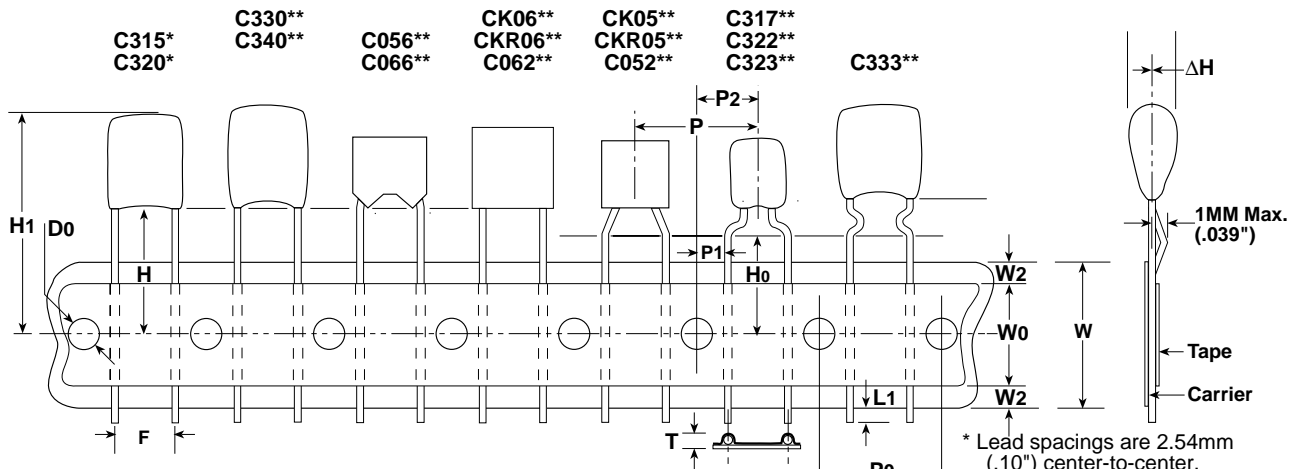 C315*
C320*
C330**
C340**
C056**
C066**
CK06**
CKR06**
C062**
CK05**
CKR05**
C052**
C317**
C322**
C323**
C333**
P2
P
ΔH
H1
D0
H
P1
H0
1MM Max.
(.039")
W2
W0
W
Tape
W2
Carrier
L1
F
T
* Lead spacings are 2.54mm
(.10") center-to-center.